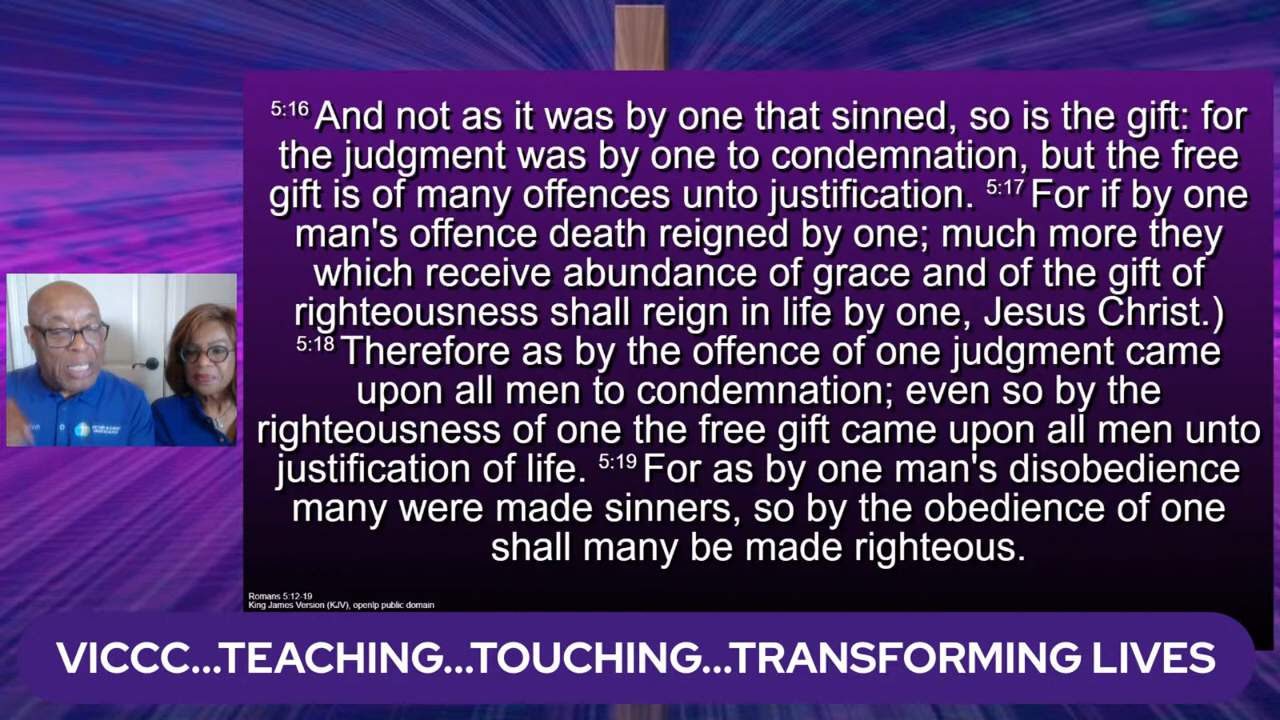 5:16 And not as it was by one that sinned, so is the gift: for
the judgment was by one to condemnation, but the free
gift is of many offences unto justification. 5:17 For if by one
man's offence death reigned by one; much more they
which receive abundance of grace and of the gift of
righteousness shall reign in life by one, Jesus Christ.)
5:18 Therefore as by the offence of one judgment came
upon all men to condemnation; even so by the
righteousness of one the free gift came upon all men unto
justification of life. 5:19 For as by one man's disobedience
many were made sinners, so by the obedience of one
shall many be made righteous.
Romans 5:12-19
King James Version (KJV), openlp public domain
VICCC...TEACHING...TOUCHING...TRANSFORMING LIVES